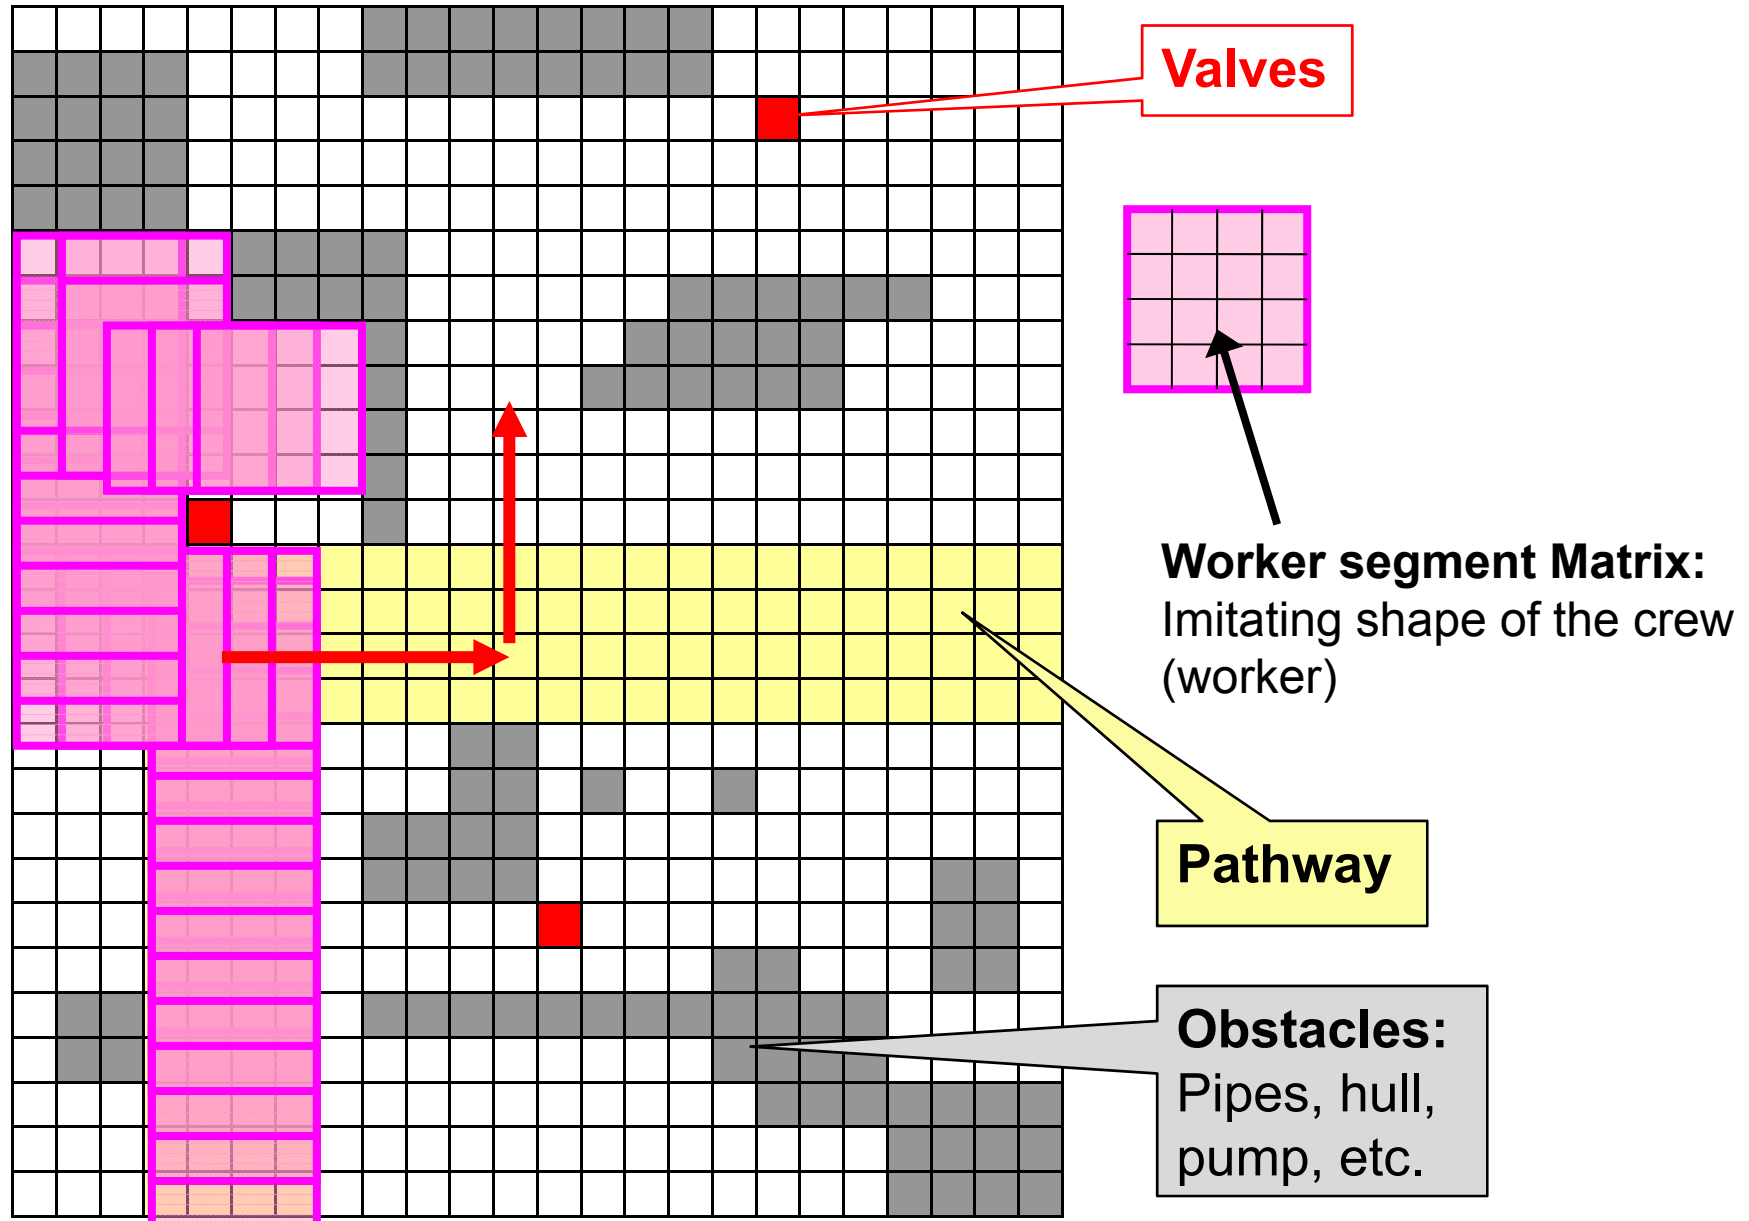 Valves
Worker segment Matrix:
Imitating shape of the crew
(worker)
Pathway
Obstacles:
Pipes, hull,
pump, etc.